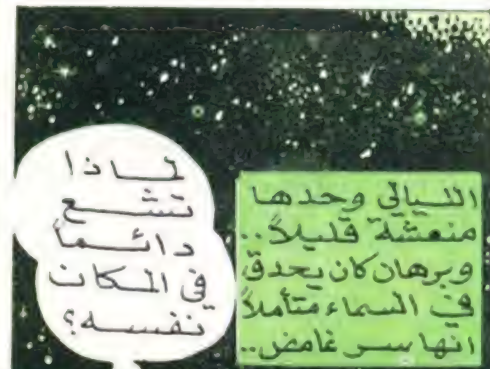 الليالي وحدها
منعشة قليلاً..
وبرهان كان يحدق
في السماء متأملاً
انها سر غامض..
لماذا
تشع
دائماً
في المكان
نفسه؟